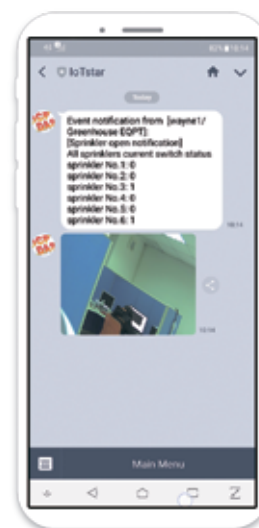 IoTstar
Today
Event notification from [wayne1/
Greenhouse EQPT]:
[Sprinkler open notification]
All sprinklers current switch status
sprinkler No.1: 0
sprinkler No.2: 0
sprinkler No.3: 1
sprinkler No.4: 0
sprinkler No.5: 0
sprinkler No.6: 1
Main Menu